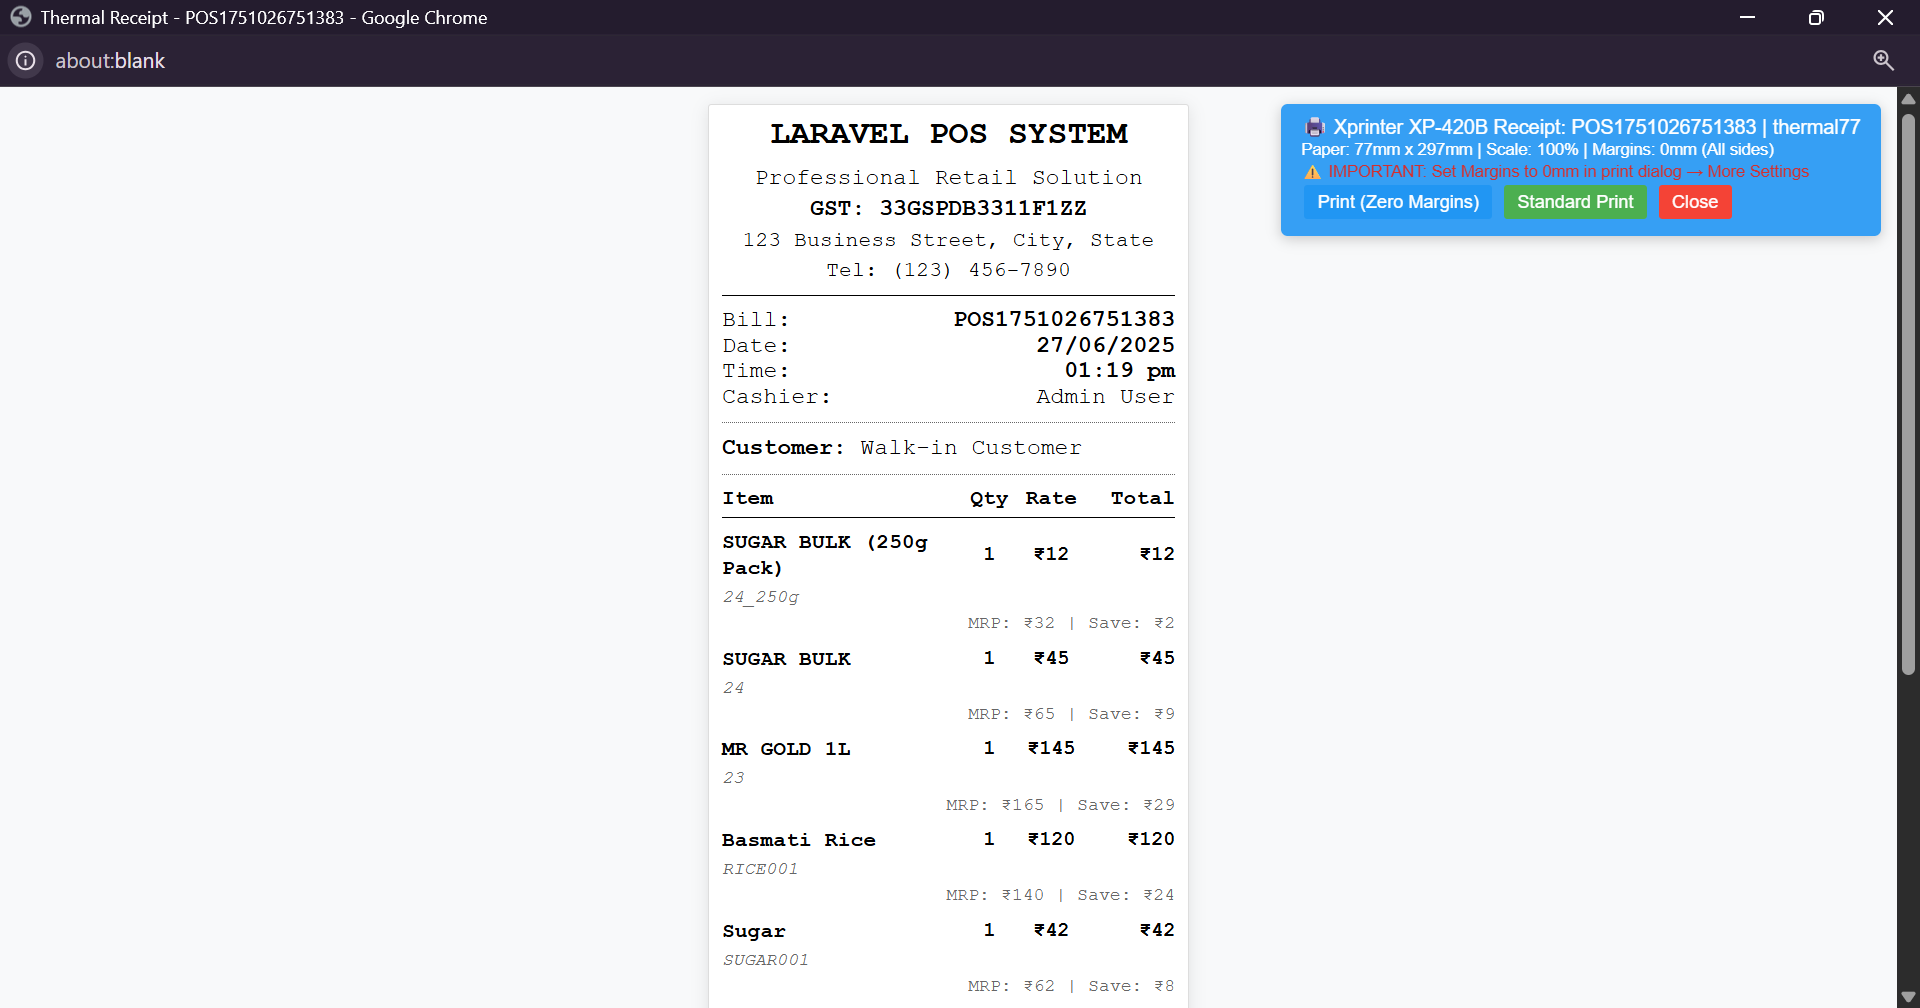 Thermal Receipt - POS1751026751383 - Google Chrome
about:blank
LARAVEL POS SYSTEM
Professional Retail Solution
GST: 33GSPDB3311F1ZZ
123 Business Street, City, State
Tel: (123) 456-7890
Bill: POS1751026751383
Date: 27/06/2025
Time: 01:19 pm
Cashier: Admin User
Customer: Walk-in Customer
Item Qty Rate Total
SUGAR BULK (250g
Pack) 1 ₹12 ₹12
24_250g
MRP: ₹32 | Save: ₹2
SUGAR BULK 1 ₹45 ₹45
24
MRP: ₹65 | Save: ₹9
MR GOLD 1L 1 ₹145 ₹145
23
MRP: ₹165 | Save: ₹29
Basmati Rice 1 ₹120 ₹120
RICE001
MRP: ₹140 | Save: ₹24
Sugar 1 ₹42 ₹42
SUGAR001
MRP: ₹62 | Save: ₹8
Xprinter XP-420B Receipt: POS1751026751383 | thermal77
Paper: 77mm x 297mm | Scale: 100% | Margins: 0mm (All sides)
IMPORTANT: Set Margins to 0mm in print dialog → More Settings
Print (Zero Margins) Standard Print Close